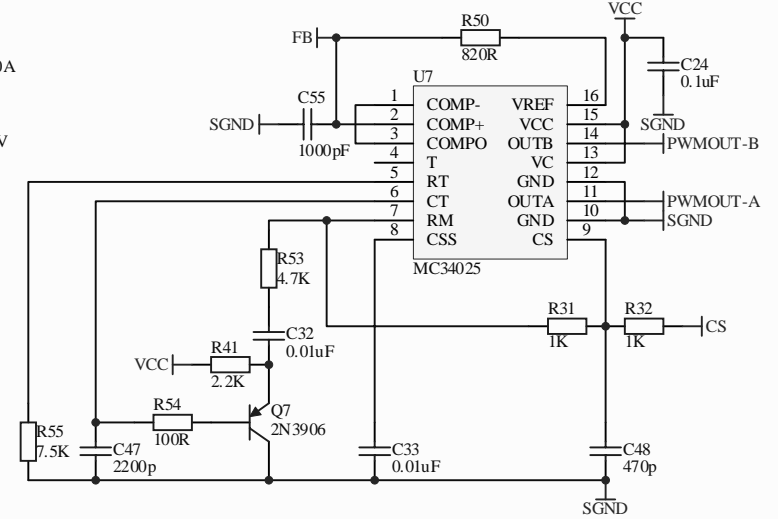 VCC
R50
FB
820R
0A
C24
0.1uF
U7
C55
SGND
1000pF
1 COMP- VREF 16
2 COMP+ VCC 15
3 COMPO OUTB 14
4 T VC 13
5 RT GND 12
6 CT OUTA 11
7 RM GND 10
8 CSS CS 9
MC34025
SGND
PWMOUT-B
PWMOUT-A
SGND
V
R53
4.7K
C32
0.01uF
R31
1K
R32
1K
CS
VCC
R41
2.2K
R54
100R
Q7
2N3906
R55
7.5K
C47
2200p
C33
0.01uF
C48
470p
SGND